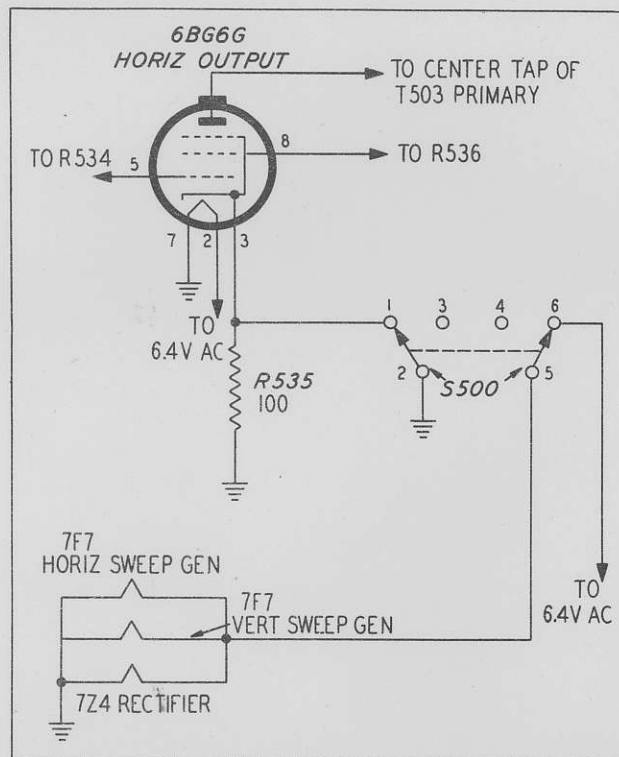 6BG6G
HORIZ OUTPUT
TO CENTER TAP OF
T503 PRIMARY
TO R534
5
8
TO R536
7
2
3
TO
6.4V AC
1
3
4
6
2
S500
5
R535
100
7F7
HORIZ SWEEP GEN
7F7
VERT SWEEP GEN
TO
6.4V AC
7Z4 RECTIFIER